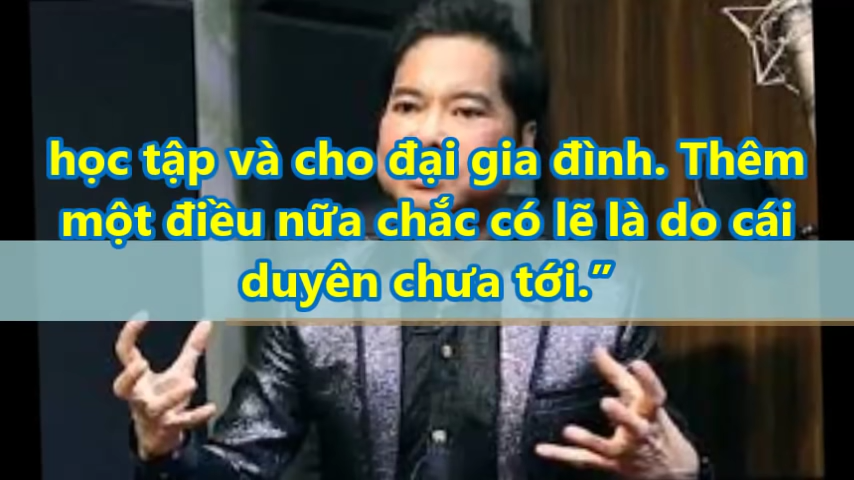 học tập và cho đại gia đình. Thêm
một điều nữa chắc có lẽ là do cái
duyên chưa tới.”